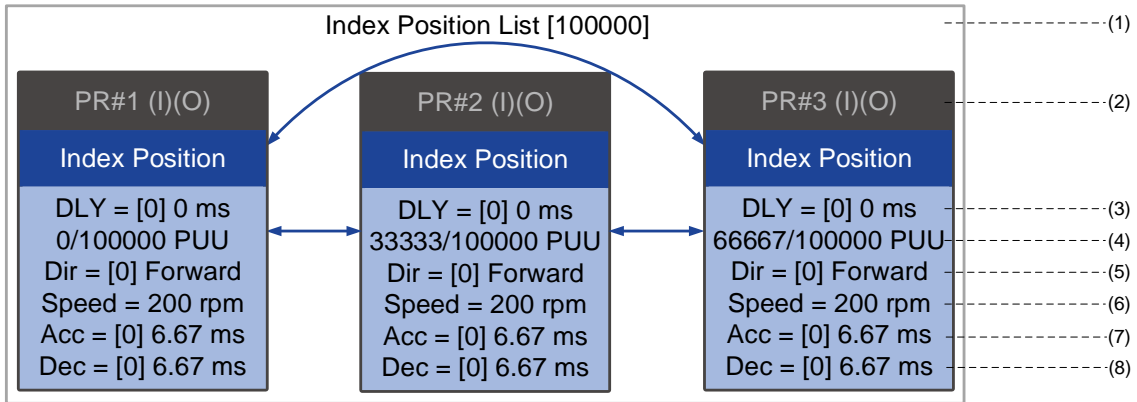 Index Position List [100000]
(1)
PR#1 (I)(O)
PR#2 (I)(O)
PR#3 (I)(O)
(2)
Index Position
Index Position
Index Position
DLY = [0] 0 ms
DLY = [0] 0 ms
DLY = [0] 0 ms
(3)
0/100000 PUU
33333/100000 PUU
66667/100000 PUU
(4)
Dir = [0] Forward
Dir = [0] Forward
Dir = [0] Forward
(5)
Speed = 200 rpm
Speed = 200 rpm
Speed = 200 rpm
(6)
Acc = [0] 6.67 ms
Acc = [0] 6.67 ms
Acc = [0] 6.67 ms
(7)
Dec = [0] 6.67 ms
Dec = [0] 6.67 ms
Dec = [0] 6.67 ms
(8)